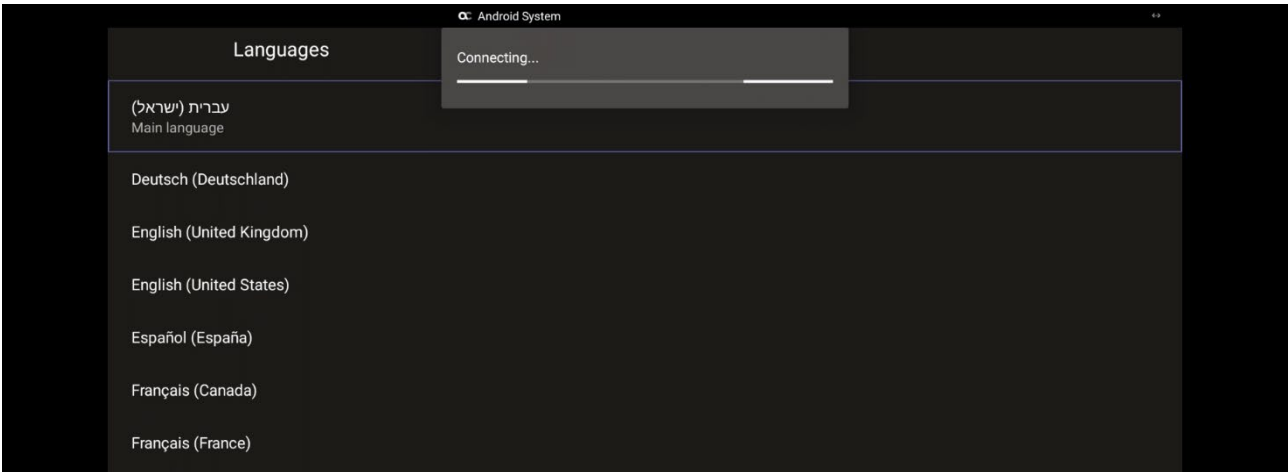 Android System
Languages
Connecting...
עברית (ישראל)
Main language
Deutsch (Deutschland)
English (United Kingdom)
English (United States)
Español (España)
Français (Canada)
Français (France)